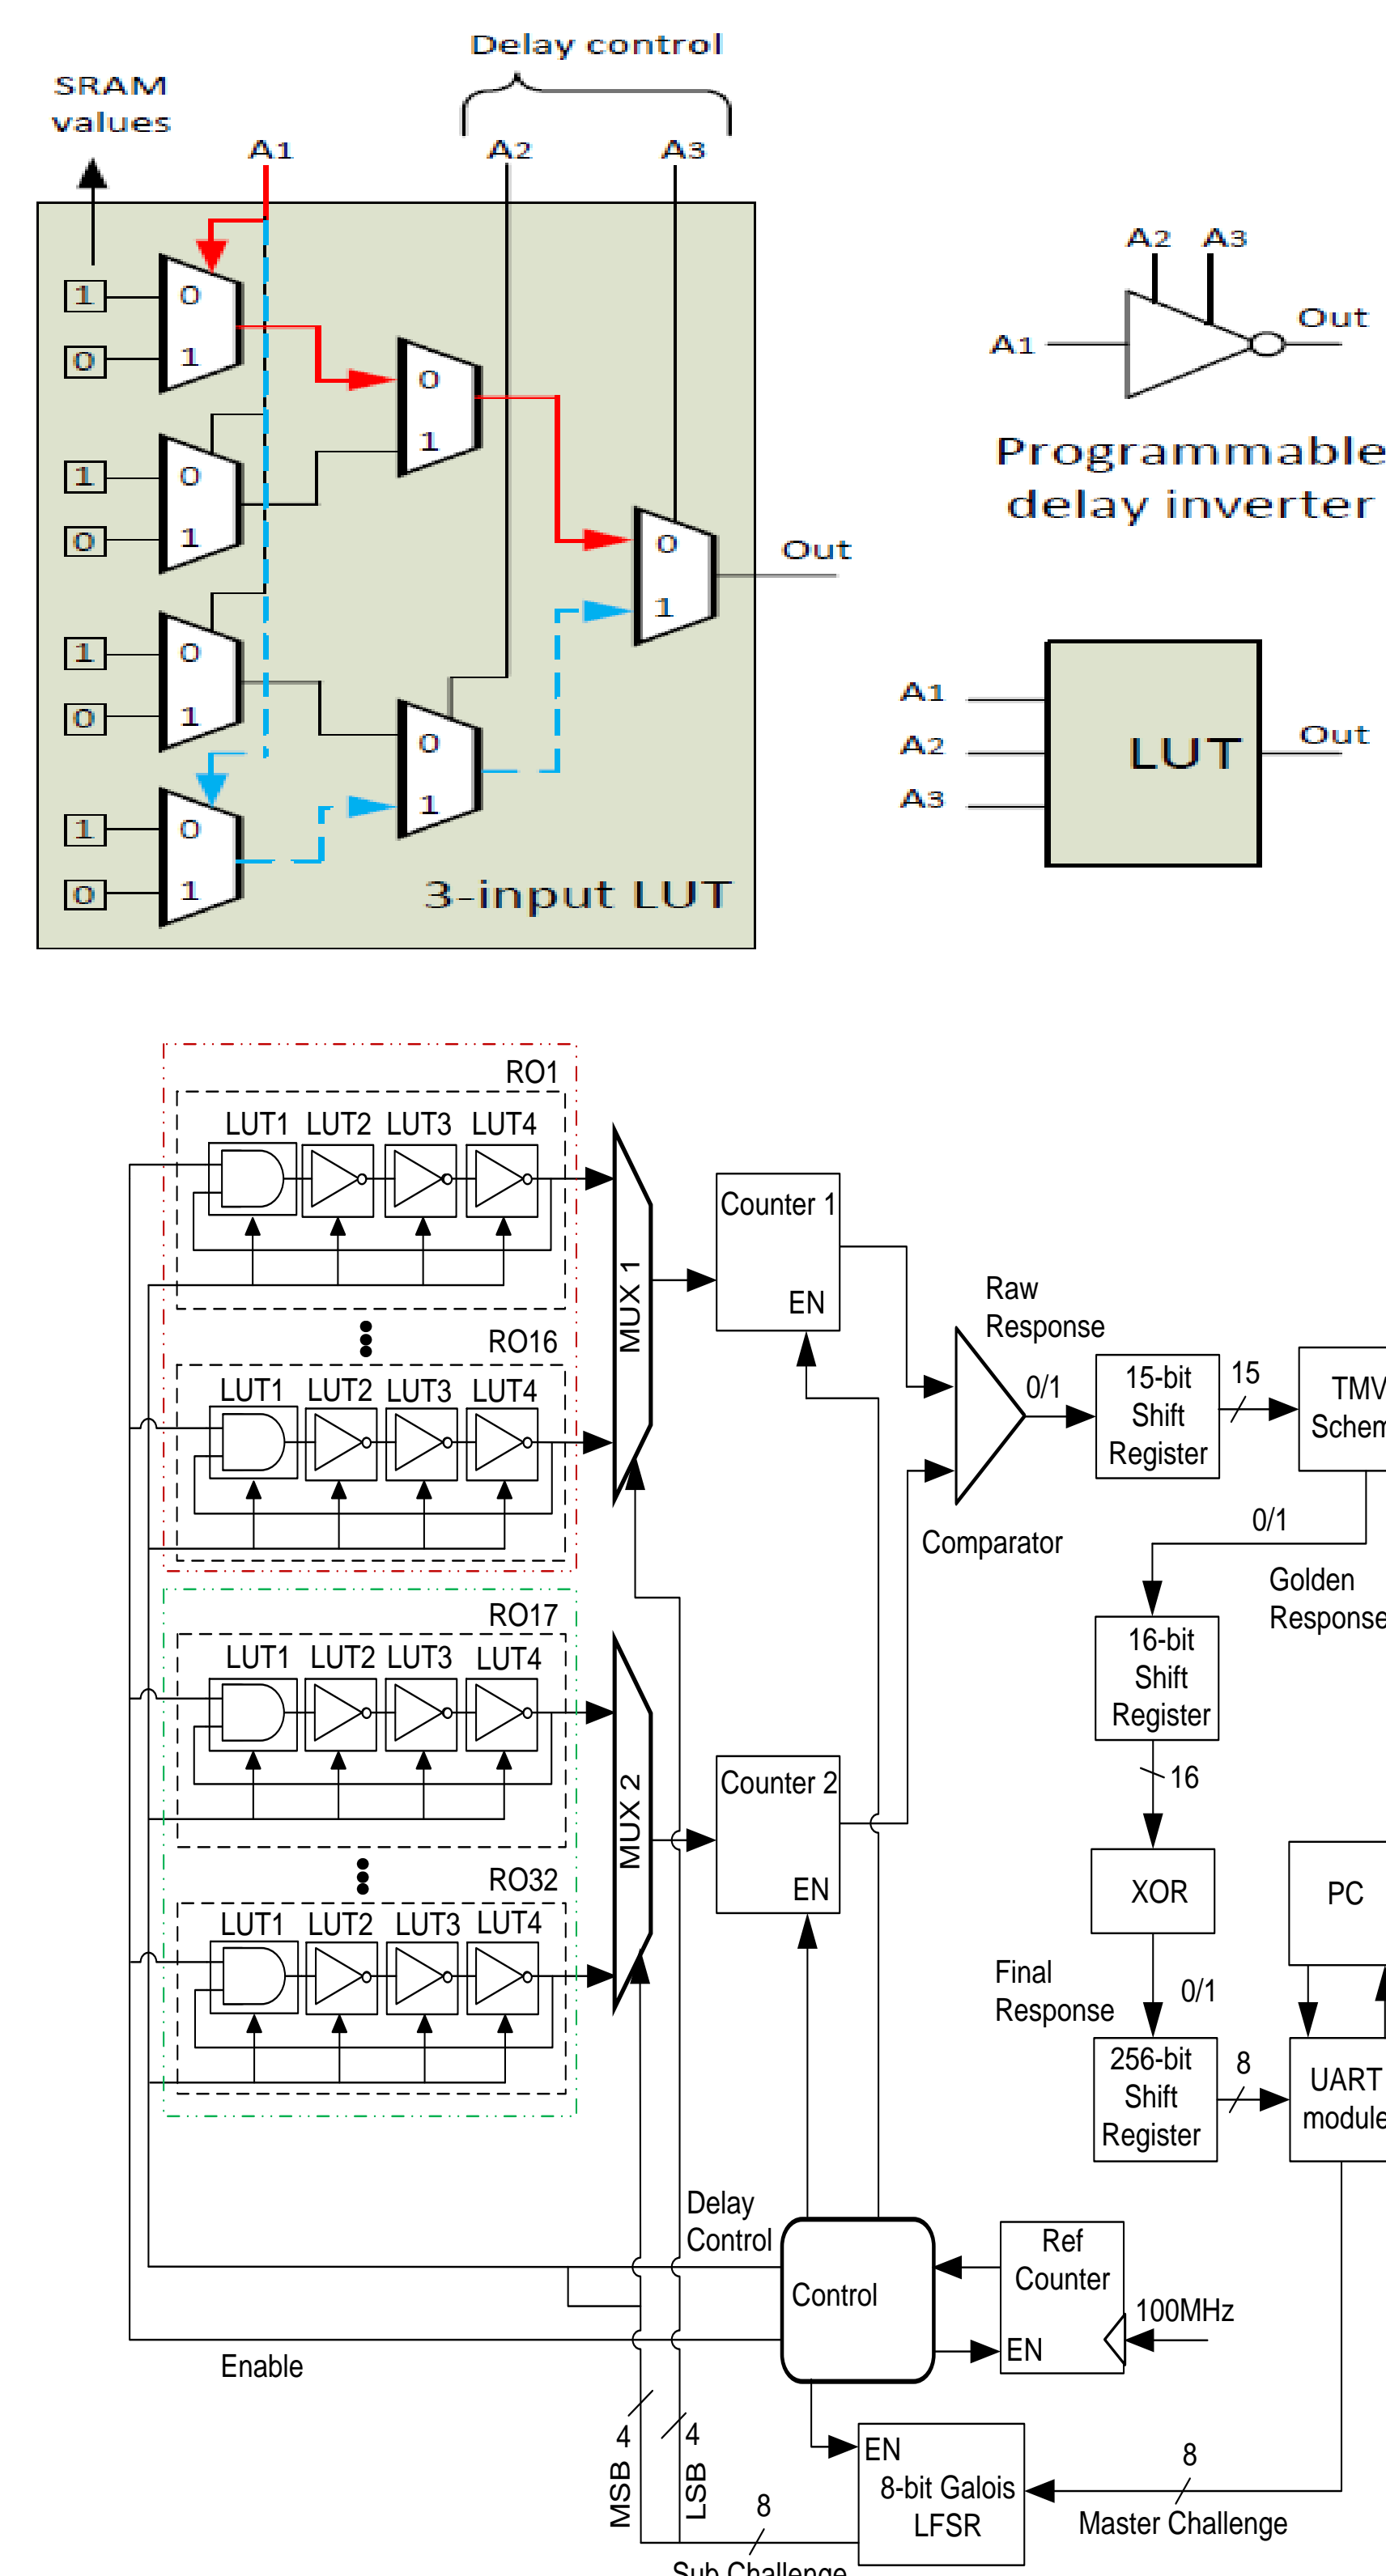 Delay control
SRAM
values
A1
A2
A3
1
0
0
1
0
1
1
0
0
1
0
1
Out
1
0
0
1
0
1
1
0
0
1
3-input LUT
A2
A3
A1
Out
Programmable
delay inverter
A1
A2
A3
LUT
Out
RO1
LUT1 LUT2 LUT3 LUT4
RO16
LUT1 LUT2 LUT3 LUT4
MUX 1
Counter 1
EN
Raw
Response
0/1
Comparator
15-bit
Shift
Register
15
TMV
Schem
0/1
Golden
Response
RO17
LUT1 LUT2 LUT3 LUT4
RO32
LUT1 LUT2 LUT3 LUT4
MUX 2
Counter 2
EN
16-bit
Shift
Register
16
XOR
PC
Final
Response
0/1
256-bit
Shift
Register
8
UART
module
Delay
Control
Control
Ref
Counter
EN
100MHz
Enable
4
MSB
4
LSB
EN
8-bit Galois
LFSR
8
Master Challenge
8
Sub Challenge